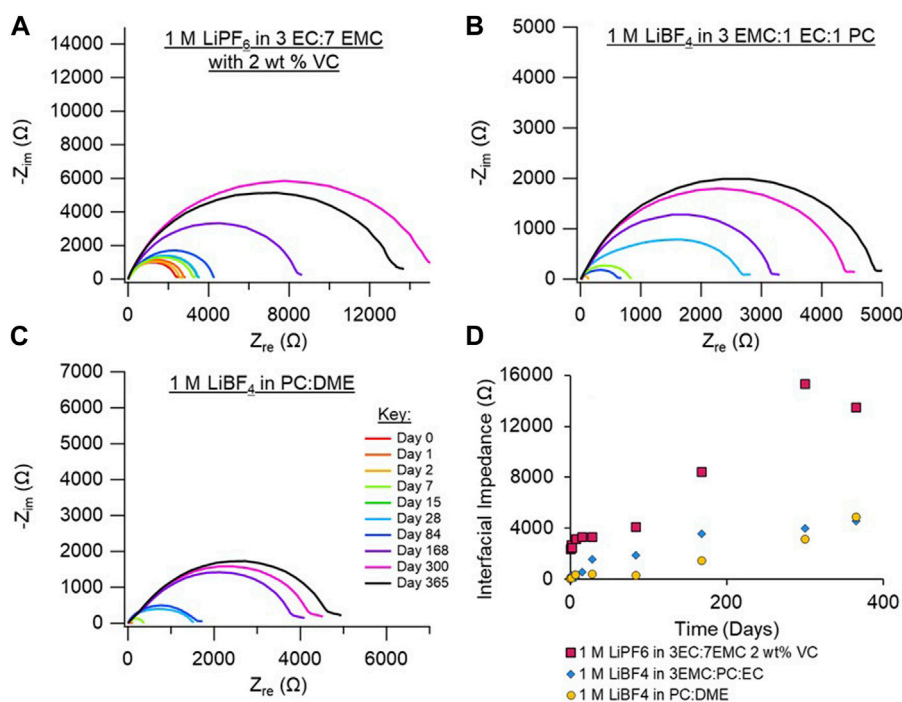 A
1 M LiPF6 in 3 EC:7 EMC
with 2 wt % VC
-Zim (Ω)
14000
12000
10000
8000
6000
4000
2000
0
0
4000
8000
12000
Zre (Ω)
B
1 M LiBF4 in 3 EMC:1 EC:1 PC
-Zim (Ω)
5000
4000
3000
2000
1000
0
0
1000
2000
3000
4000
5000
Zre (Ω)
C
1 M LiBF4 in PC:DME
-Zim (Ω)
7000
6000
5000
4000
3000
2000
1000
0
0
2000
4000
6000
Zre (Ω)
Key:
Day 0
Day 1
Day 2
Day 7
Day 15
Day 28
Day 84
Day 168
Day 300
Day 365
D
Interfacial Impedance (Ω)
16000
12000
8000
4000
0
0
200
400
Time (Days)
1 M LiPF6 in 3EC:7EMC 2 wt% VC
1 M LiBF4 in 3EMC:PC:EC
1 M LiBF4 in PC:DME